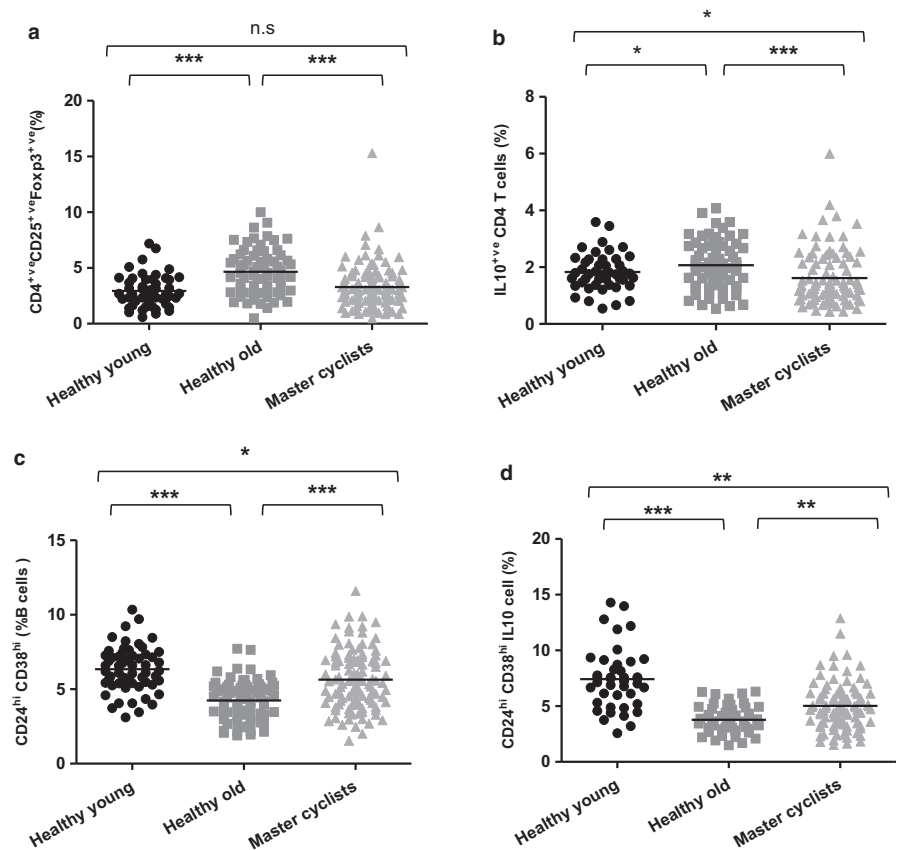 a
n.s
***
***
CD4+veCD25+veFoxp3+ve(%)
20
15
10
5
0
Healthy young
Healthy old
Master cyclists
b
*
*
***
IL10+ve CD4 T cells (%)
8
6
4
2
0
Healthy young
Healthy old
Master cyclists
c
*
***
***
CD24hi CD38hi (%B cells )
15
10
5
0
Healthy young
Healthy old
Master cyclists
d
**
***
**
CD24hi CD38hi IL10 cell (%)
20
15
10
5
0
Healthy young
Healthy old
Master cyclists